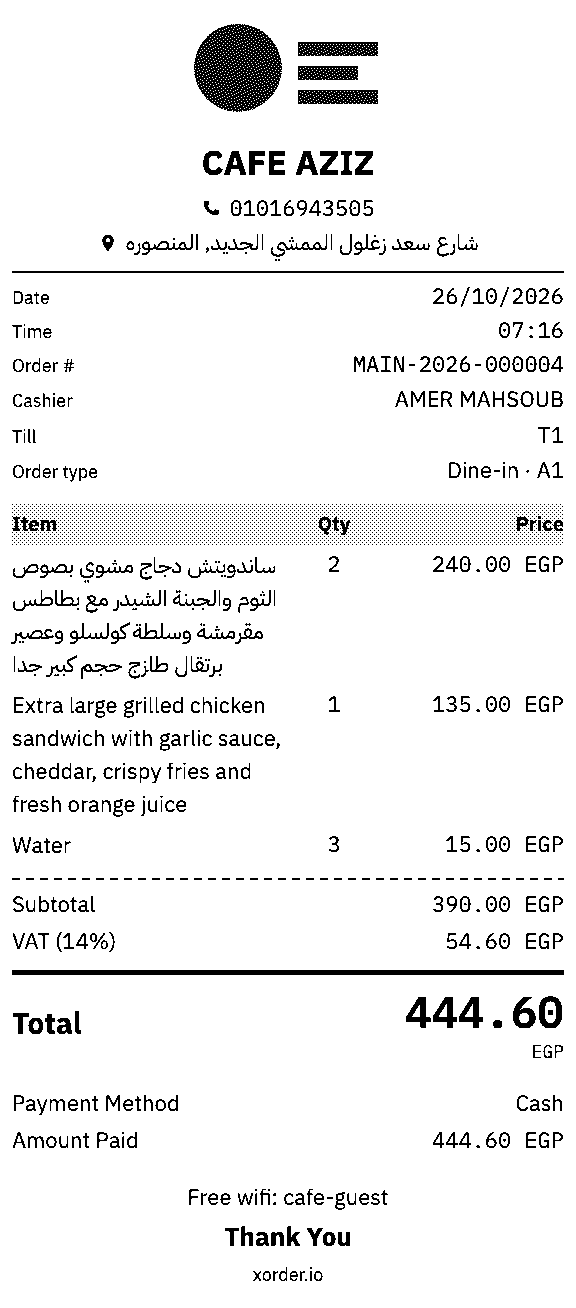 CAFE AZIZ
01016943505
شارع سعد زغلول الممشي الجديد, المنصوره
Date 26/10/2026
Time 07:16
Order # MAIN-2026-000004
Cashier AMER MAHSOUB
Till T1
Order type Dine-in · A1
Item Qty Price
ساندويتش دجاج مشوي بصوص 2 240.00 EGP
الثوم والجبنة الشيدر مع بطاطس
مقرمشة وسلطة كولسلو وعصير
برتقال طازج حجم كبير جدا
Extra large grilled chicken 1 135.00 EGP
sandwich with garlic sauce,
cheddar, crispy fries and
fresh orange juice
Water 3 15.00 EGP
Subtotal 390.00 EGP
VAT (14%) 54.60 EGP
Total 444.60
EGP
Payment Method Cash
Amount Paid 444.60 EGP
Free wifi: cafe-guest
Thank You
xorder.io